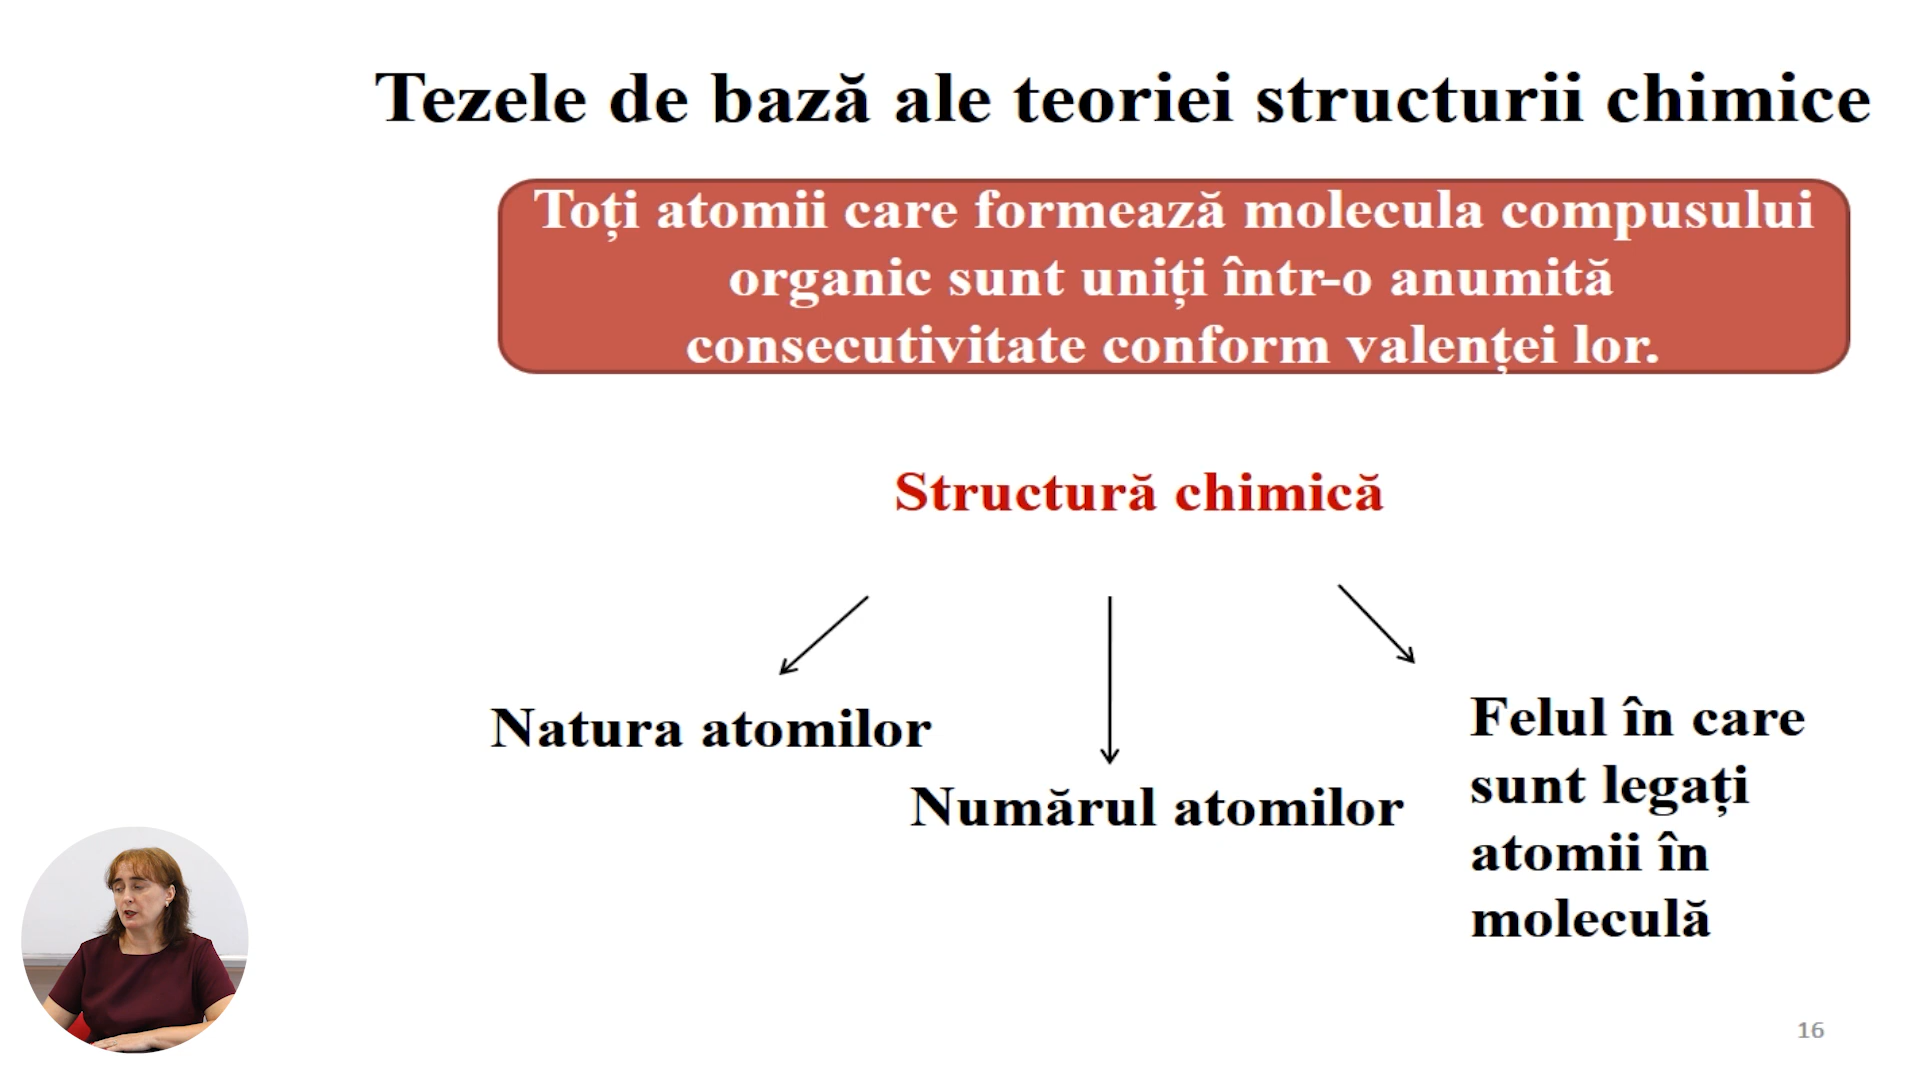 Tezele de bază ale teoriei structurii chimice
Toți atomii care formează molecula compusului
organic sunt uniți într-o anumită
consecutivitate conform valenței lor.
Structură chimică
Natura atomilor
Numărul atomilor
Felul în care
sunt legați
atomii în
moleculă
16